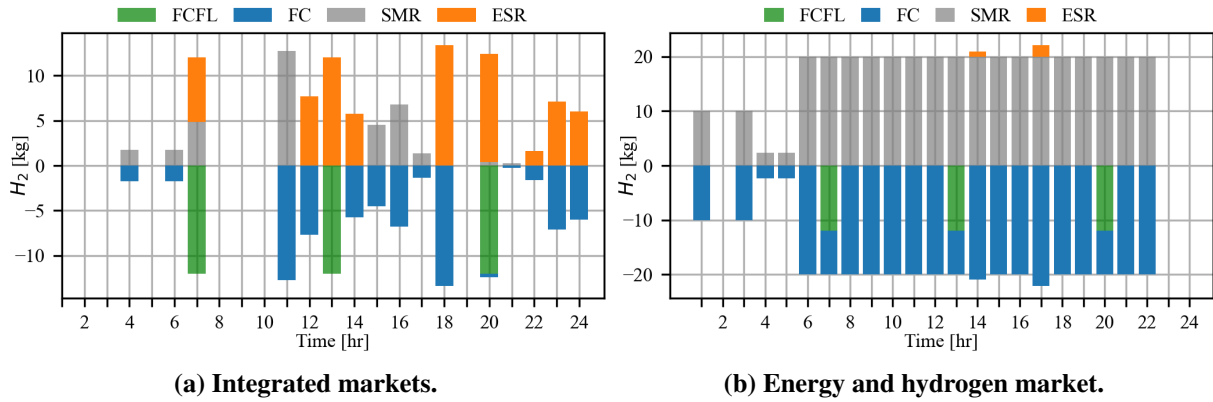 FCFL FC SMR ESR
10
5
0
−5
−10
H₂ [kg]
2 4 6 8 10 12 14 16 18 20 22 24
Time [hr]
(a) Integrated markets.
FCFL FC SMR ESR
20
10
0
−10
−20
H₂ [kg]
2 4 6 8 10 12 14 16 18 20 22 24
Time [hr]
(b) Energy and hydrogen market.